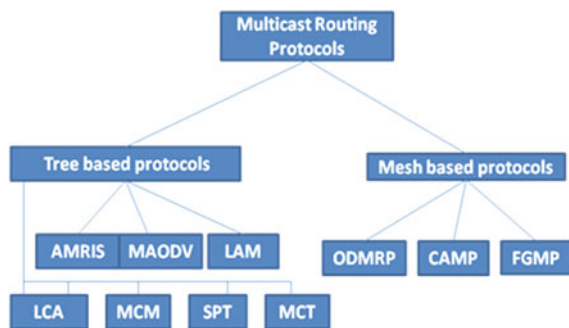 Multicast Routing
Protocols
Tree based protocols
Mesh based protocols
AMRIS
MAODV
LAM
ODMRP
CAMP
FGMP
LCA
MCM
SPT
MCT